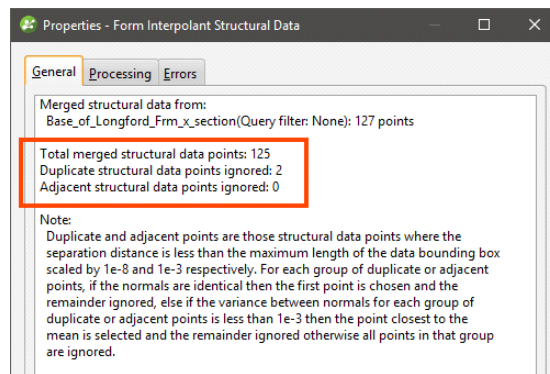 Properties - Form Interpolant Structural Data
General Processing Errors
Merged structural data from:
Base_of_Longford_Frm_x_section(Query filter: None): 127 points
Total merged structural data points: 125
Duplicate structural data points ignored: 2
Adjacent structural data points ignored: 0
Note:
Duplicate and adjacent points are those structural data points where the
separation distance is less than the maximum length of the data bounding box
scaled by 1e-8 and 1e-3 respectively. For each group of duplicate or adjacent
points, if the normals are identical then the first point is chosen and the
remainder ignored, else if the variance between normals for each group of
duplicate or adjacent points is less than 1e-3 then the point closest to the
mean is selected and the remainder ignored otherwise all points in that group
are ignored.